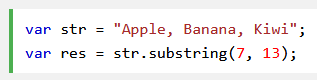 var str = "Apple, Banana, Kiwi";
var res = str.substring(7, 13);